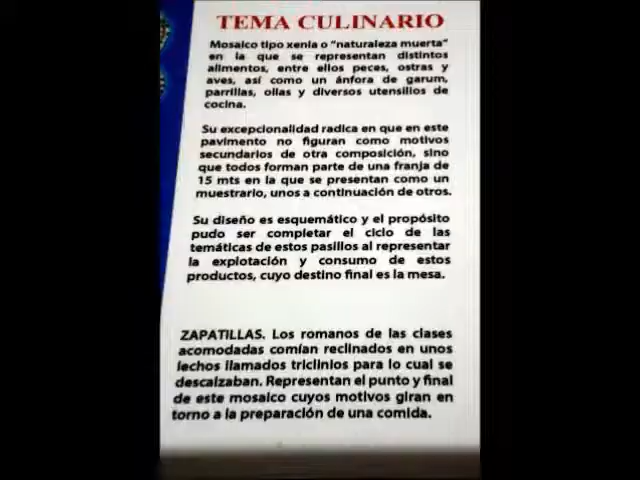 TEMA CULINARIO
Mosaico tipo xenia o "naturaleza muerta"
en la que se representan distintos
alimentos, entre ellos peces, ostras y
aves, así como un ánfora de garum,
parrillas, ollas y diversos utensilios de
cocina.
Su excepcionalidad radica en que en este
pavimento no figuran como motivos
secundarios de otra composición, sino
que todos forman parte de una franja de
15 mts en la que se presentan como un
muestrario, unos a continuación de otros.
Su diseño es esquemático y el propósito
pudo ser completar el ciclo de las
temáticas de estos pasillos al representar
la explotación y consumo de estos
productos, cuyo destino final es la mesa.
ZAPATILLAS. Los romanos de las clases
acomodadas comían reclinados en unos
lechos llamados triclinios para lo cual se
descalzaban. Representan el punto y final
de este mosaico cuyos motivos giran en
torno a la preparación de una comida.